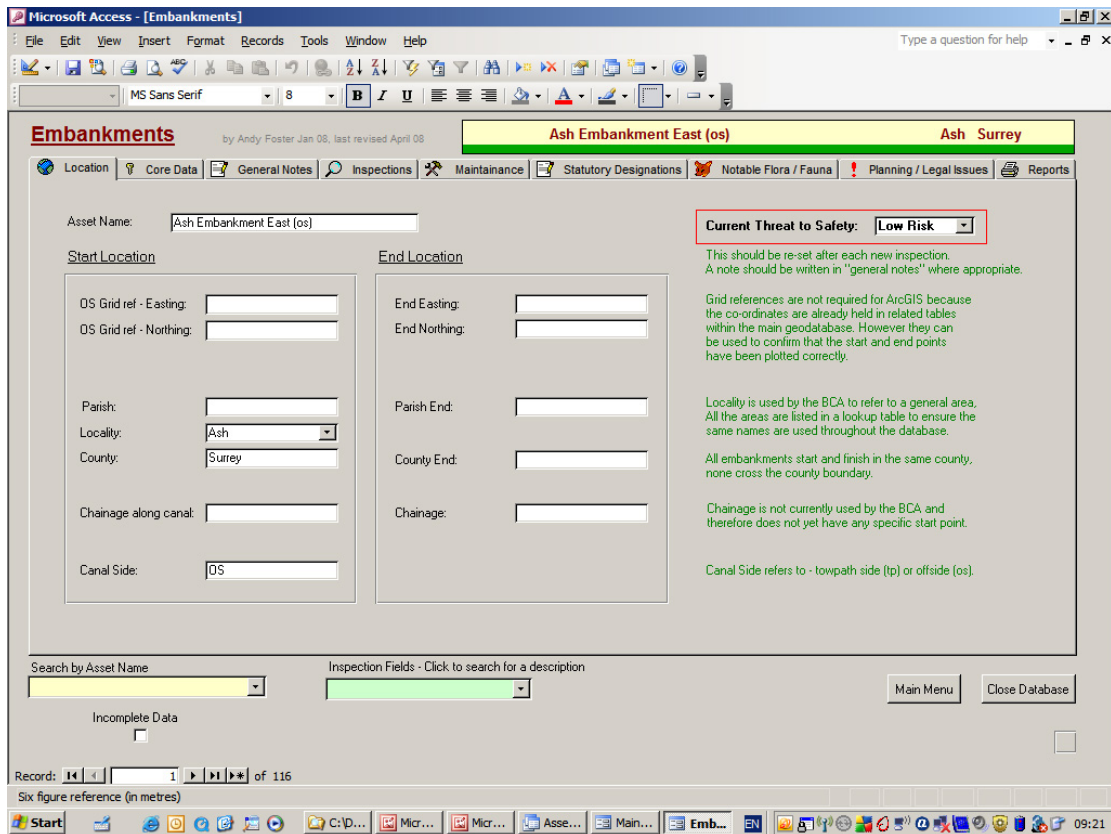 Microsoft Access - [Embankments]
File Edit View Insert Format Records Tools Window Help Type a question for help
MS Sans Serif 8 B I U A
Embankments by Andy Foster Jan 08, last revised April 08 Ash Embankment East (os) Ash Surrey
Location Core Data General Notes Inspections Maintainance Statutory Designations Notable Flora / Fauna Planning / Legal Issues Reports
Asset Name: Ash Embankment East (os)
Current Threat to Safety: Low Risk
Start Location End Location
This should be re-set after each new inspection.
A note should be written in "general notes" where appropriate.
OS Grid ref - Easting: End Easting:
OS Grid ref - Northing: End Northing:
Grid references are not required for ArcGIS because
the co-ordinates are already held in related tables
within the main geodatabase. However they can
be used to confirm that the start and end points
have been plotted correctly.
Parish: Parish End:
Locality: Ash
County: Surrey County End:
Locality is used by the BCA to refer to a general area,
All the areas are listed in a lookup table to ensure the
same names are used throughout the database.
All embankments start and finish in the same county,
none cross the county boundary.
Chainage along canal: Chainage:
Chainage is not currently used by the BCA and
therefore does not yet have any specific start point.
Canal Side: OS
Canal Side refers to - towpath side (tp) or offside (os).
Search by Asset Name Inspection Fields - Click to search for a description
Main Menu Close Database
Incomplete Data
Record: 1 of 116
Six figure reference (in metres)
Start C:\D... Micr... Micr... Asse... Main... Emb... EN 09:21